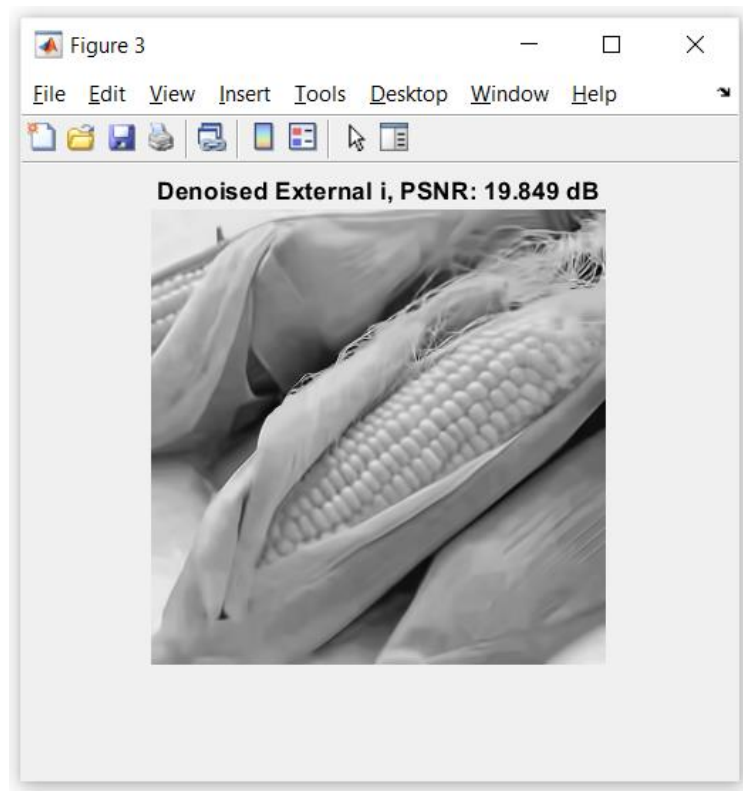 Figure 3
File Edit View Insert Tools Desktop Window Help
Denoised External i, PSNR: 19.849 dB